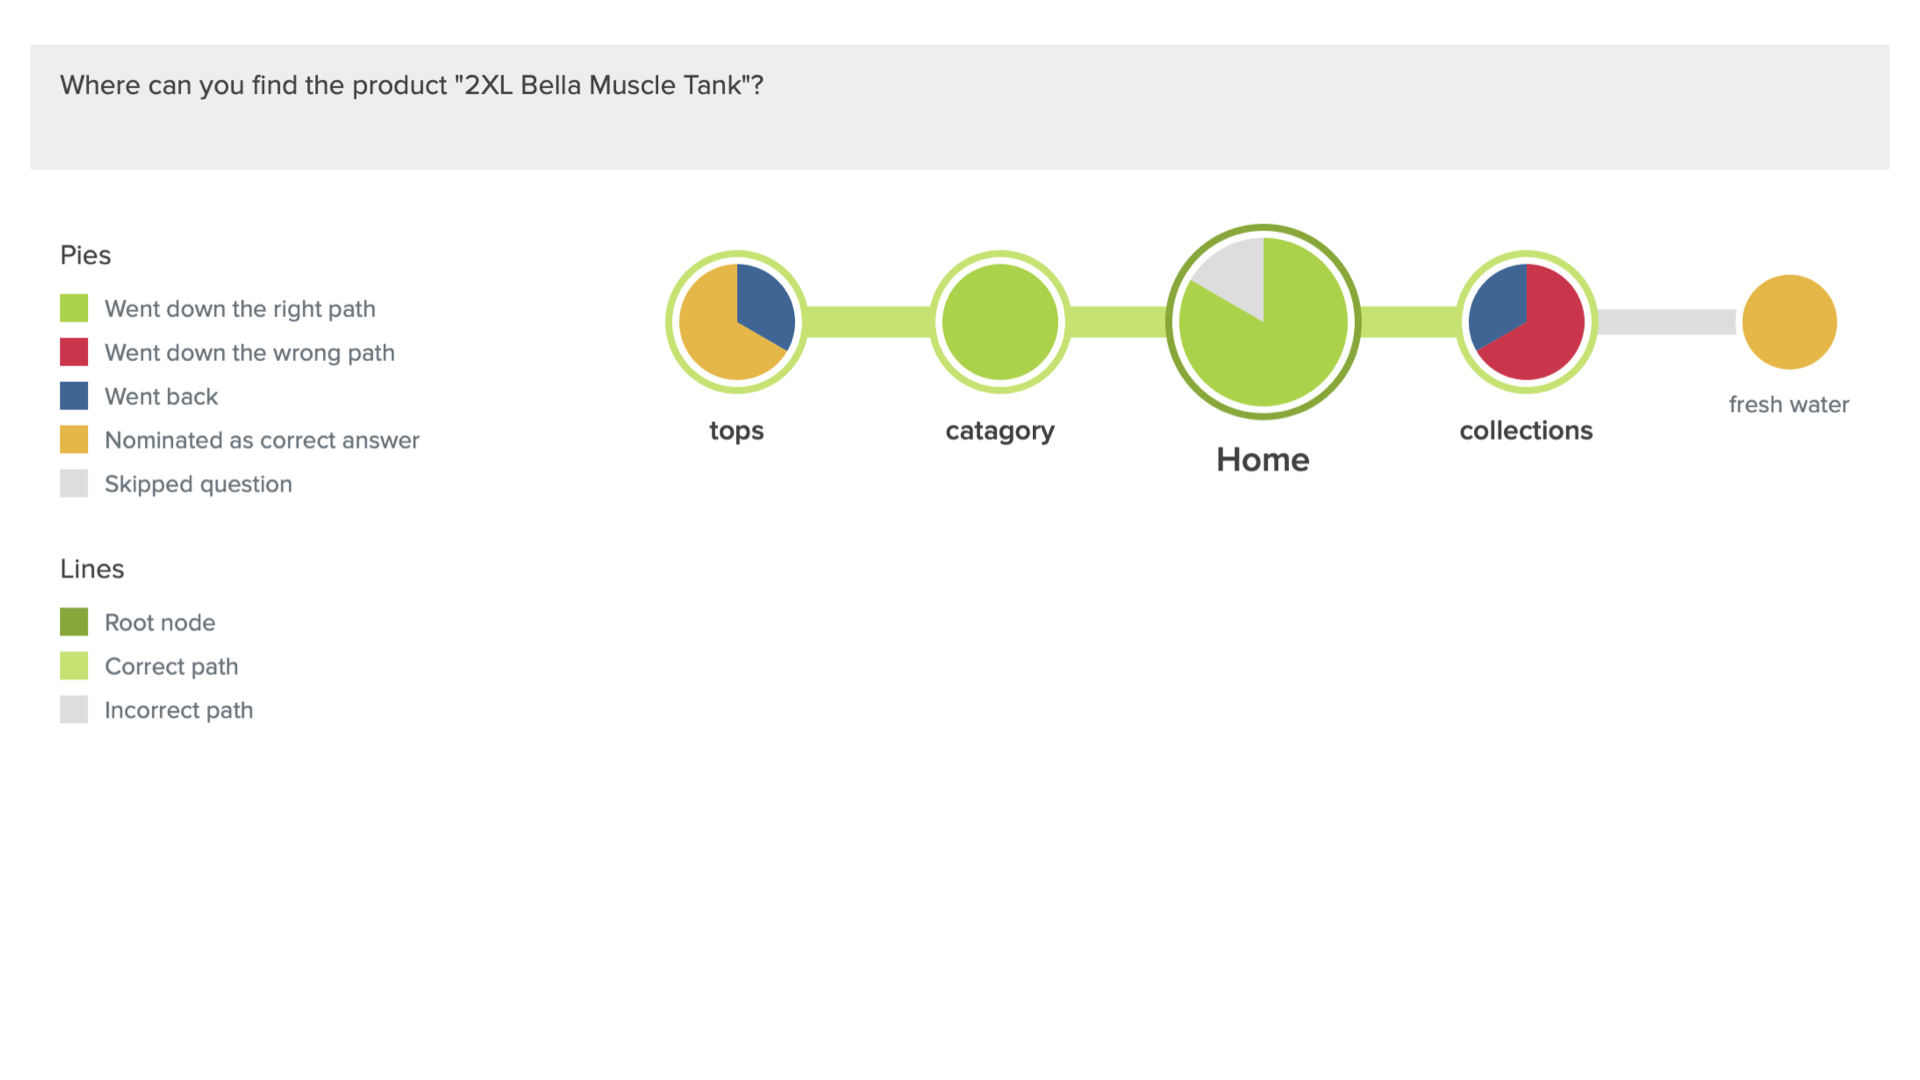 Where can you find the product "2XL Bella Muscle Tank"?
Pies
Went down the right path
Went down the wrong path
Went back
Nominated as correct answer
Skipped question
Lines
Root node
Correct path
Incorrect path
tops
catagory
Home
collections
fresh water